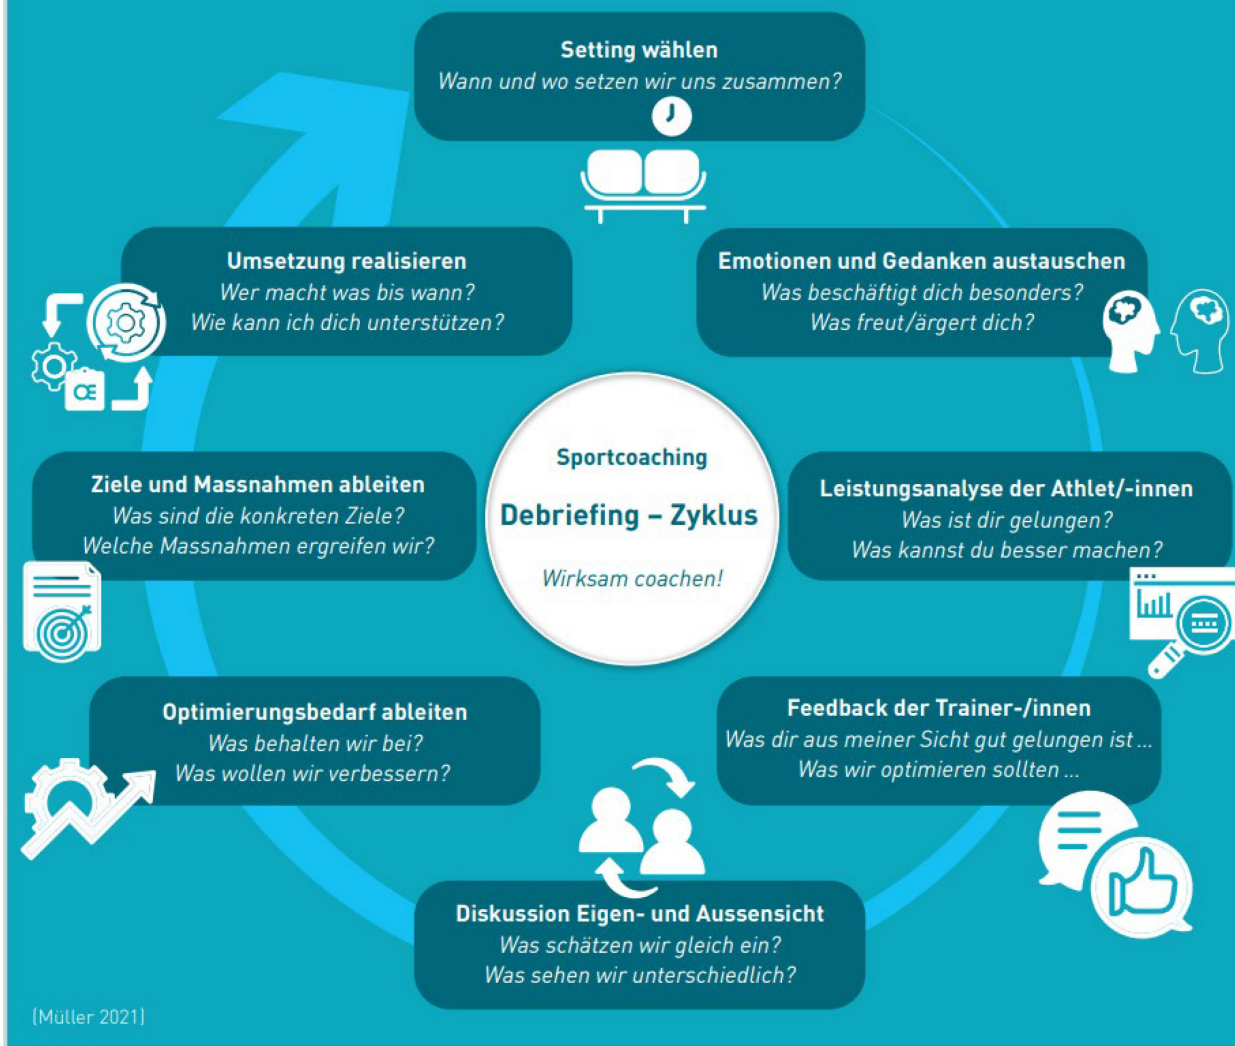 Setting wählen
Wann und wo setzen wir uns zusammen?
Emotionen und Gedanken austauschen
Was beschäftigt dich besonders?
Was freut/ärgert dich?
Leistungsanalyse der Athlet/-innen
Was ist dir gelungen?
Was kannst du besser machen?
Feedback der Trainer-/innen
Was dir aus meiner Sicht gut gelungen ist ...
Was wir optimieren sollten ...
Diskussion Eigen- und Aussensicht
Was schätzen wir gleich ein?
Was sehen wir unterschiedlich?
Optimierungsbedarf ableiten
Was behalten wir bei?
Was wollen wir verbessern?
Ziele und Massnahmen ableiten
Was sind die konkreten Ziele?
Welche Massnahmen ergreifen wir?
Umsetzung realisieren
Wer macht was bis wann?
Wie kann ich dich unterstützen?
Sportcoaching
Debriefing – Zyklus
Wirksam coachen!
(Müller 2021)